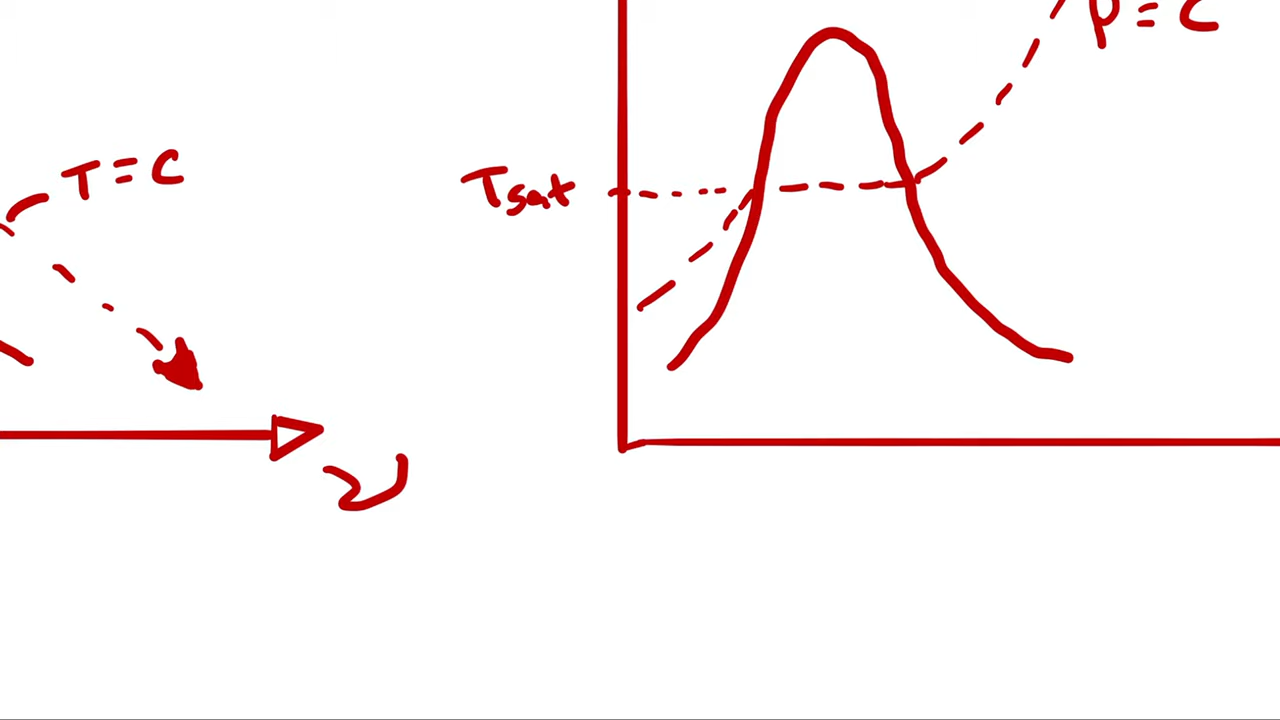 P = C
T = C
Tsat
ν